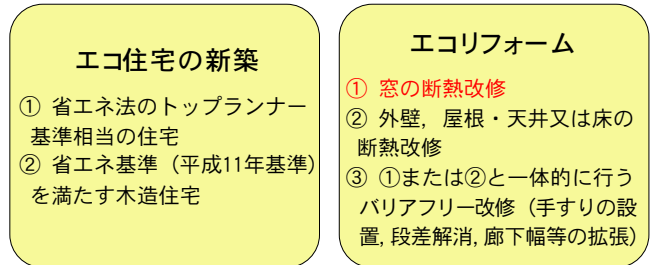 エコ住宅の新築
① 省エネ法のトップランナー
基準相当の住宅
② 省エネ基準（平成11年基準）
を満たす木造住宅
エコリフォーム
① 窓の断熱改修
② 外壁，屋根・天井又は床の
断熱改修
③ ①または②と一体的に行う
バリアフリー改修（手すりの設
置,段差解消,廊下幅等の拡張）